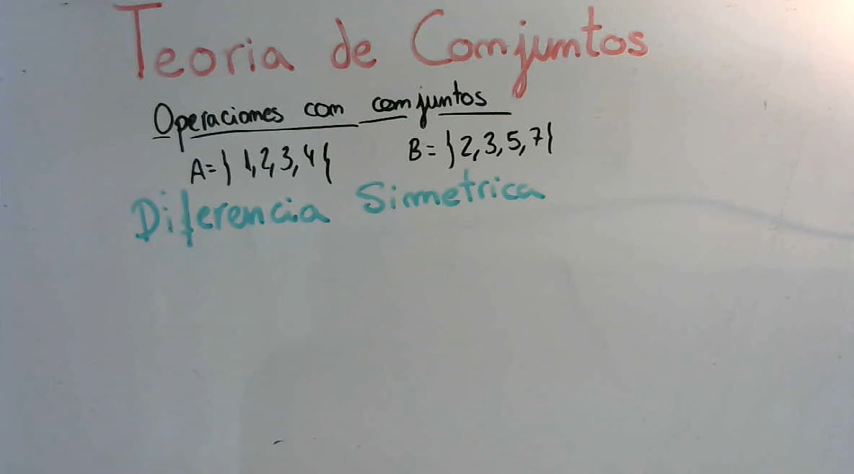 Teoria de Conjuntos
Operaciones con conjuntos
A={1,2,3,4}
B={2,3,5,7}
Diferencia Simetrica